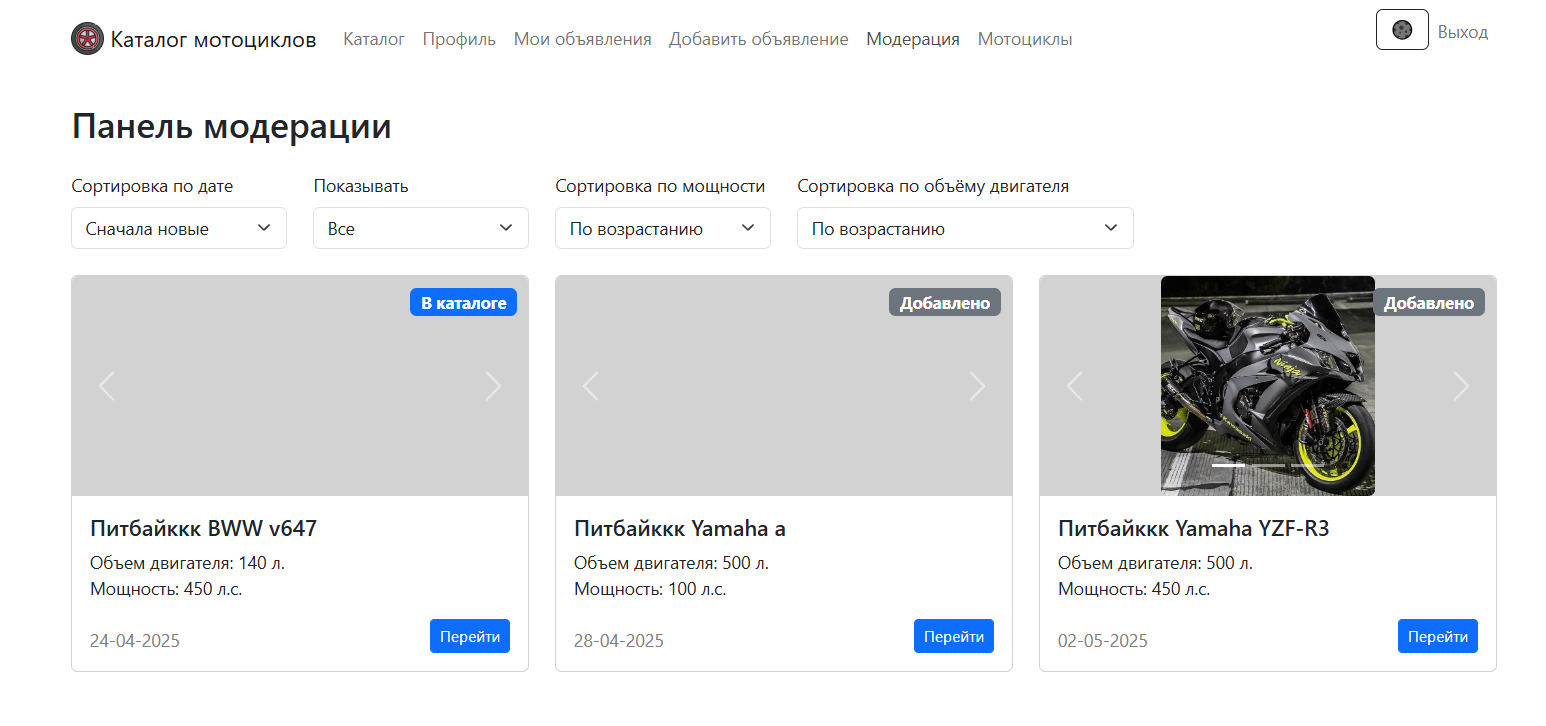 Каталог мотоциклов Каталог Профиль Мои объявления Добавить объявление Модерация Мотоциклы Выход
Панель модерации
Сортировка по дате Показывать Сортировка по мощности Сортировка по объёму двигателя
Сначала новые Все По возрастанию По возрастанию
В каталоге
Питбайккк BWW v647
Объем двигателя: 140 л.
Мощность: 450 л.с.
24-04-2025 Перейти
Добавлено
Питбайккк Yamaha a
Объем двигателя: 500 л.
Мощность: 100 л.с.
28-04-2025 Перейти
Добавлено
Ninja
Kawasaki
Питбайккк Yamaha YZF-R3
Объем двигателя: 500 л.
Мощность: 450 л.с.
02-05-2025 Перейти